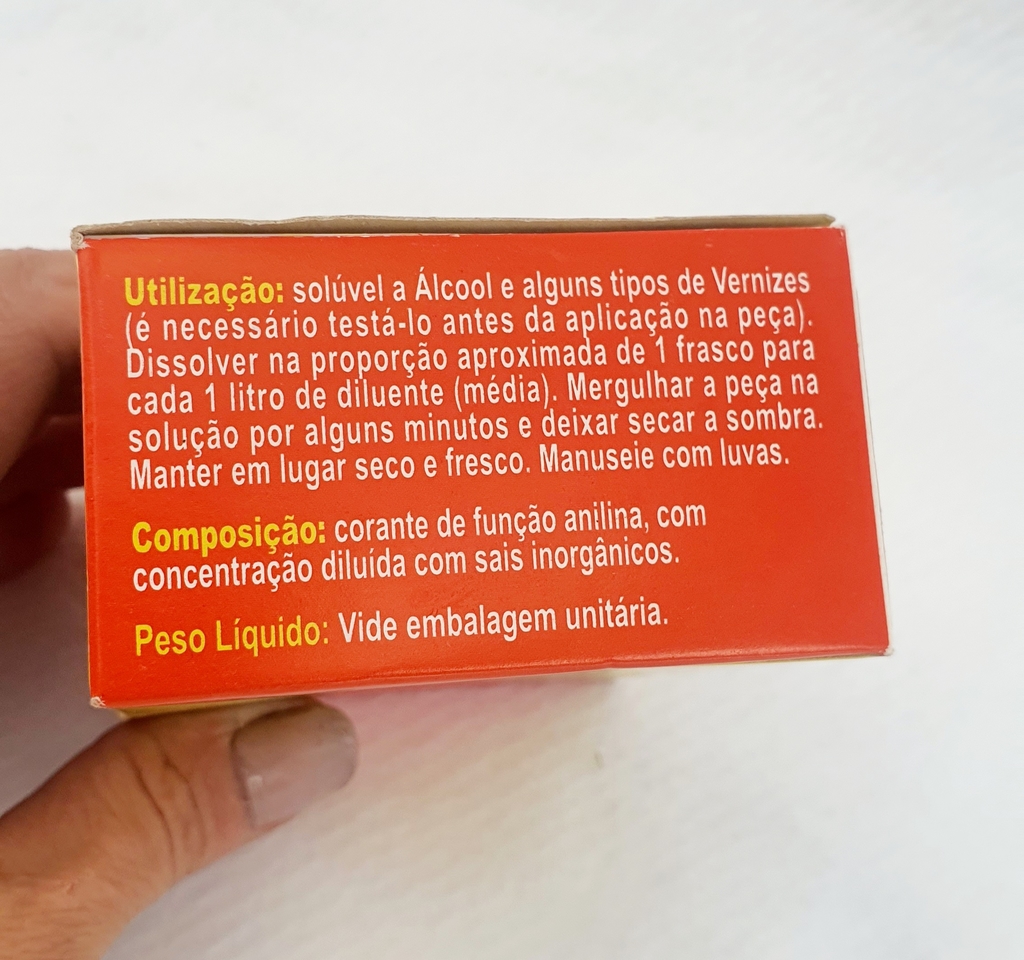 Utilização: solúvel a Álcool e alguns tipos de Vernizes
(é necessário testá-lo antes da aplicação na peça).
Dissolver na proporção aproximada de 1 frasco para
cada 1 litro de diluente (média). Mergulhar a peça na
solução por alguns minutos e deixar secar a sombra.
Manter em lugar seco e fresco. Manuseie com luvas.
Composição: corante de função anilina, com
concentração diluída com sais inorgânicos.
Peso Líquido: Vide embalagem unitária.